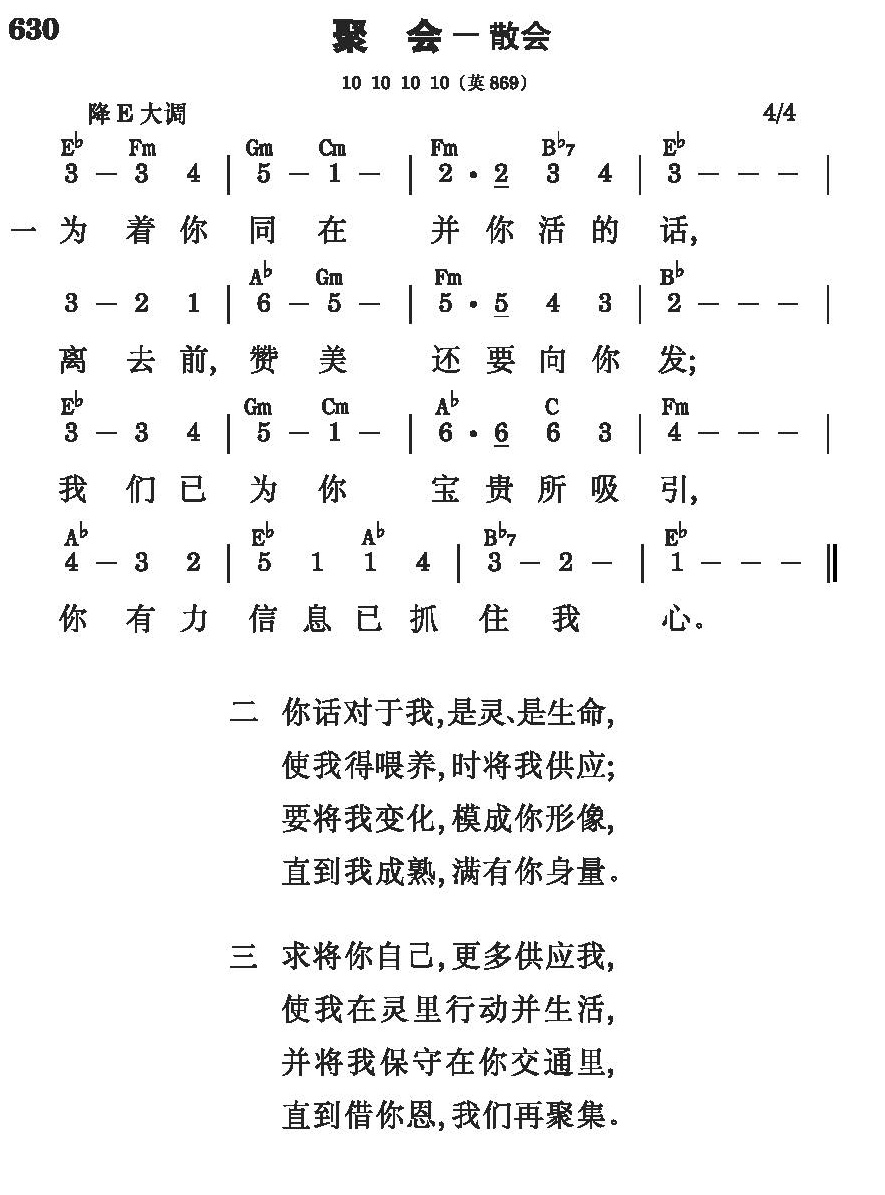 630
聚 会 — 散会
10 10 10 10（英869）
降E大调 4/4
E♭ Fm Gm Cm Fm B♭7 E♭
3 — 3 4 | 5 — 1 — | 2 • 2 3 4 | 3 — — — |
一 为 着 你 同 在 并 你 活 的 话,
A♭ Gm Fm B♭
3 — 2 1 | 6 — 5 — | 5 • 5 4 3 | 2 — — — |
离 去 前, 赞 美 还 要 向 你 发;
E♭ Gm Cm A♭ C Fm
3 — 3 4 | 5 — 1 — | 6 • 6 6 3 | 4 — — — |
我 们 已 为 你 宝 贵 所 吸 引,
A♭ E♭ A♭ B♭7 E♭
4 — 3 2 | 5 1 1 4 | 3 — 2 — | 1 — — — ‖
你 有 力 信 息 已 抓 住 我 心。
二 你话对于我,是灵、是生命,
使我得喂养,时将我供应;
要将我变化,模成你形像,
直到我成熟,满有你身量。
三 求将你自己,更多供应我,
使我在灵里行动并生活,
并将我保守在你交通里,
直到借你恩,我们再聚集。